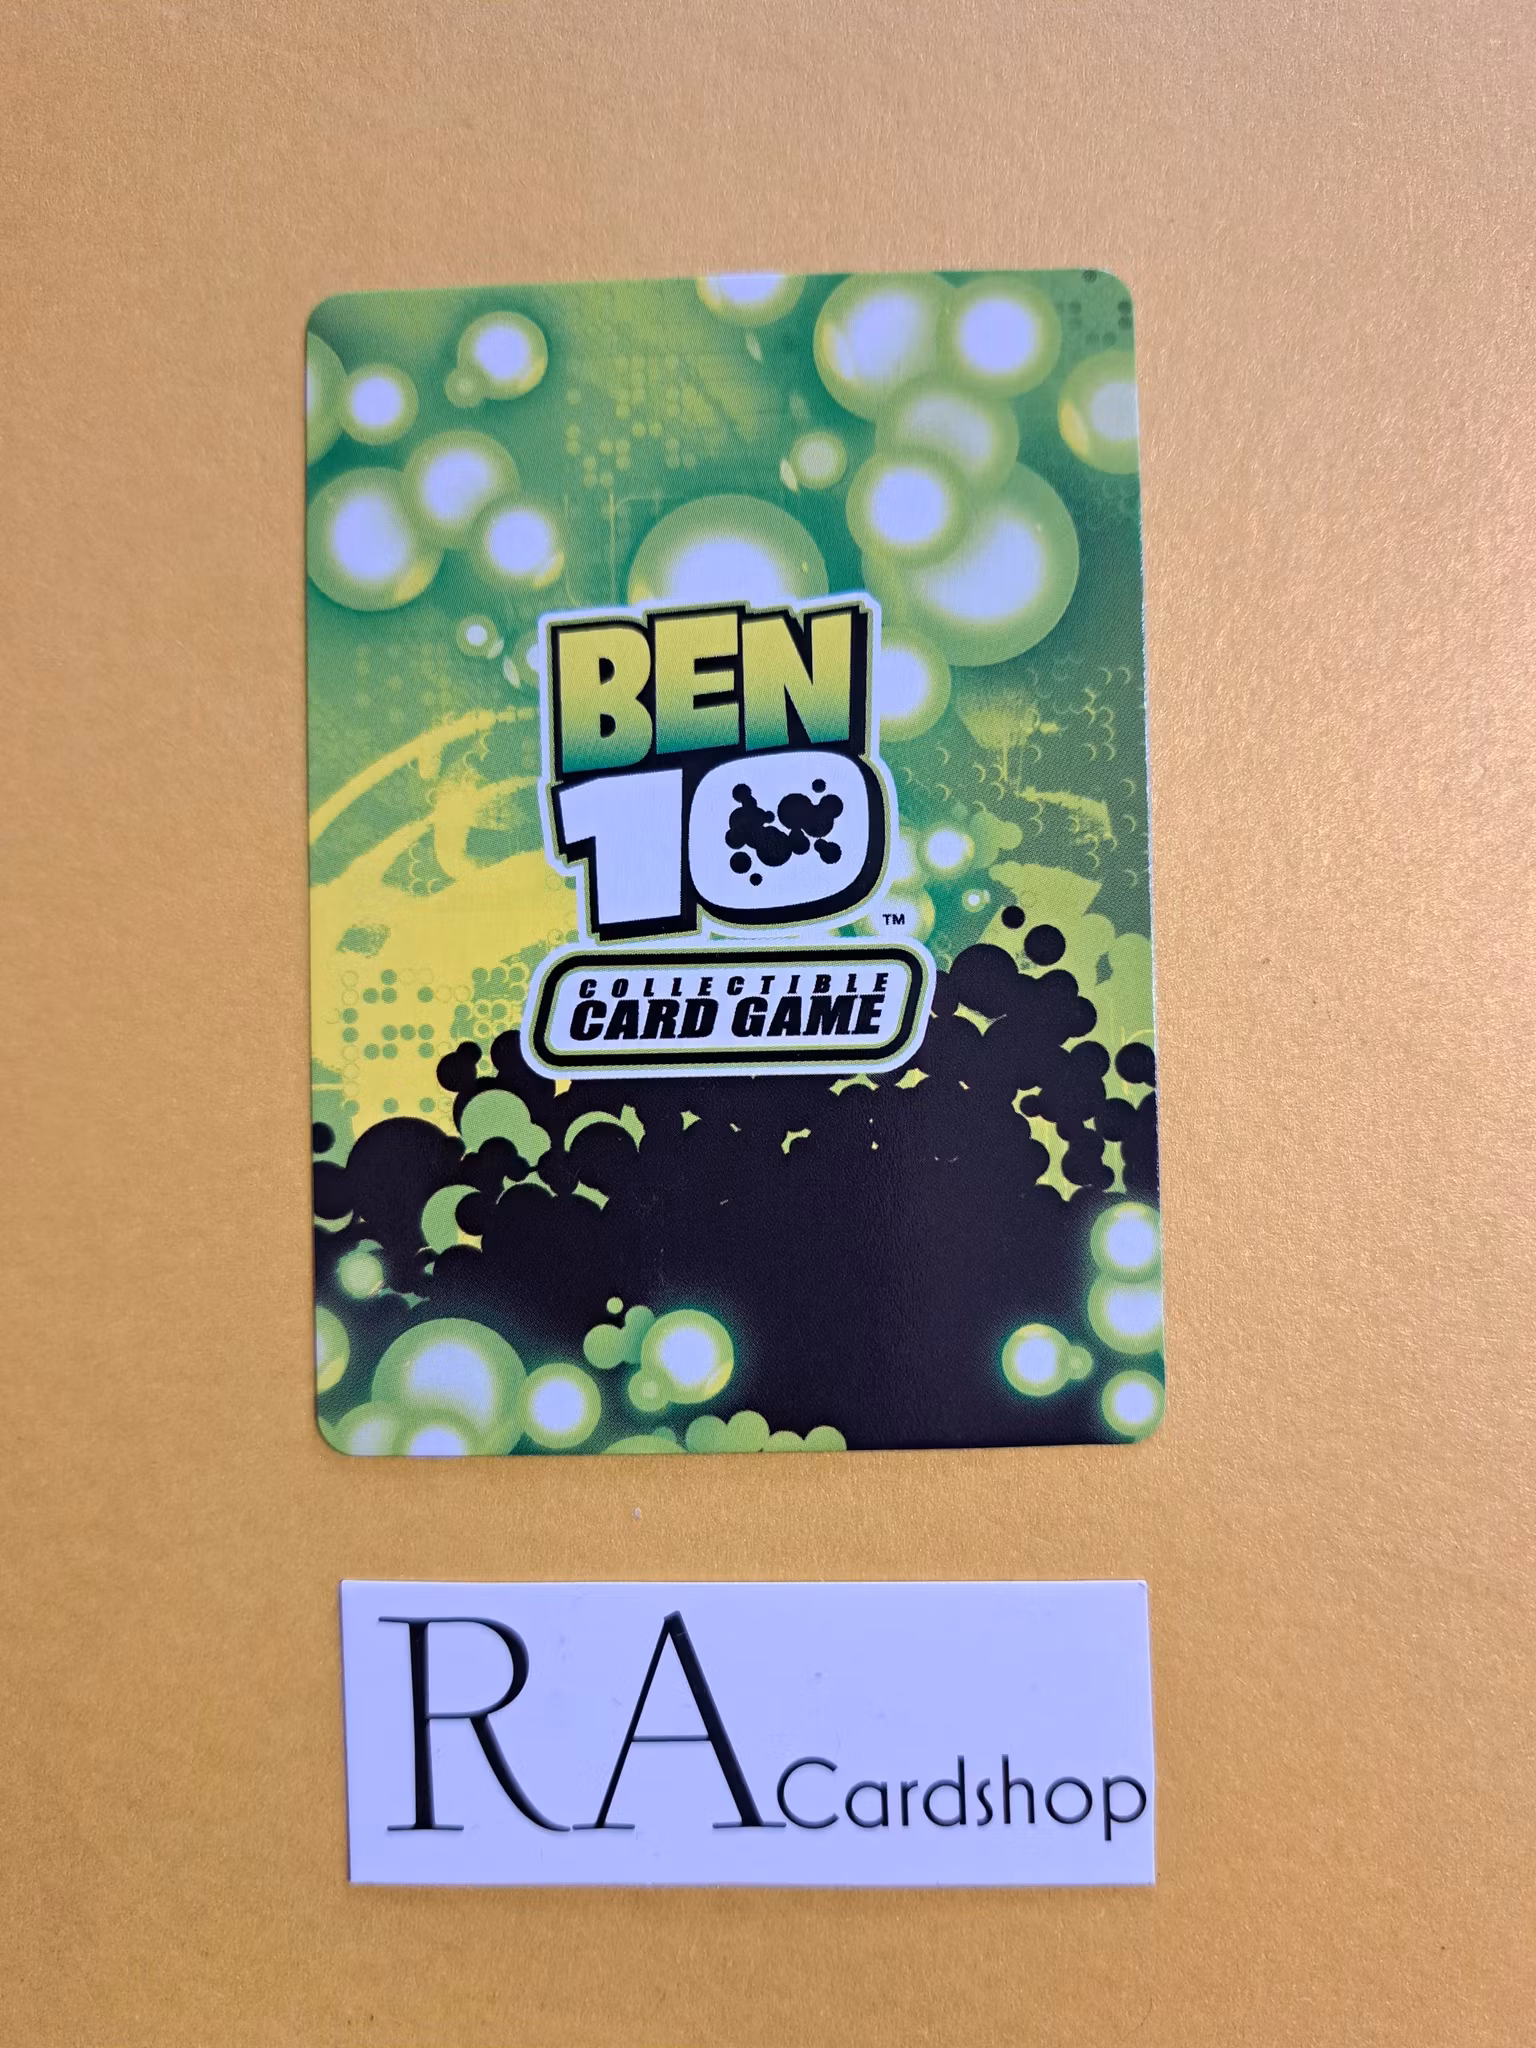 BEN
10
TM
COLLECTIBLE
CARD GAME
RA Cardshop